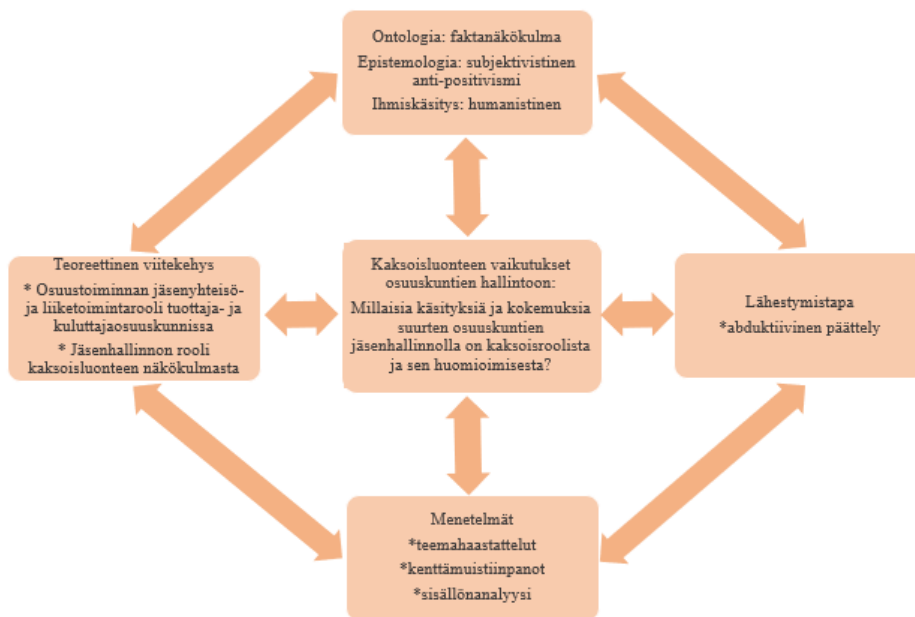 Ontologia: faktanäkökulma
Epistemologia: subjektivistinen
anti-positivismi
Ihmiskäsitys: humanistinen
Teoreettinen viitekehys
* Osuustoiminnan jäsenyhteisö-
ja liiketoimintarooli tuottaja- ja
kuluttajaosuuskunnissa
* Jäsenhallinnon rooli
kaksoisluonteen näkökulmasta
Kaksoisluonteen vaikutukset
osuuskuntien hallintoon:
Millaisia käsityksiä ja kokemuksia
suurten osuuskuntien
jäsenhallinnolla on kaksoisroolista
ja sen huomioimisesta?
Lähestymistapa
*abduktiivinen päättely
Menetelmät
*teemahaastattelut
*kenttämuistiinpanot
*sisällönanalyysi